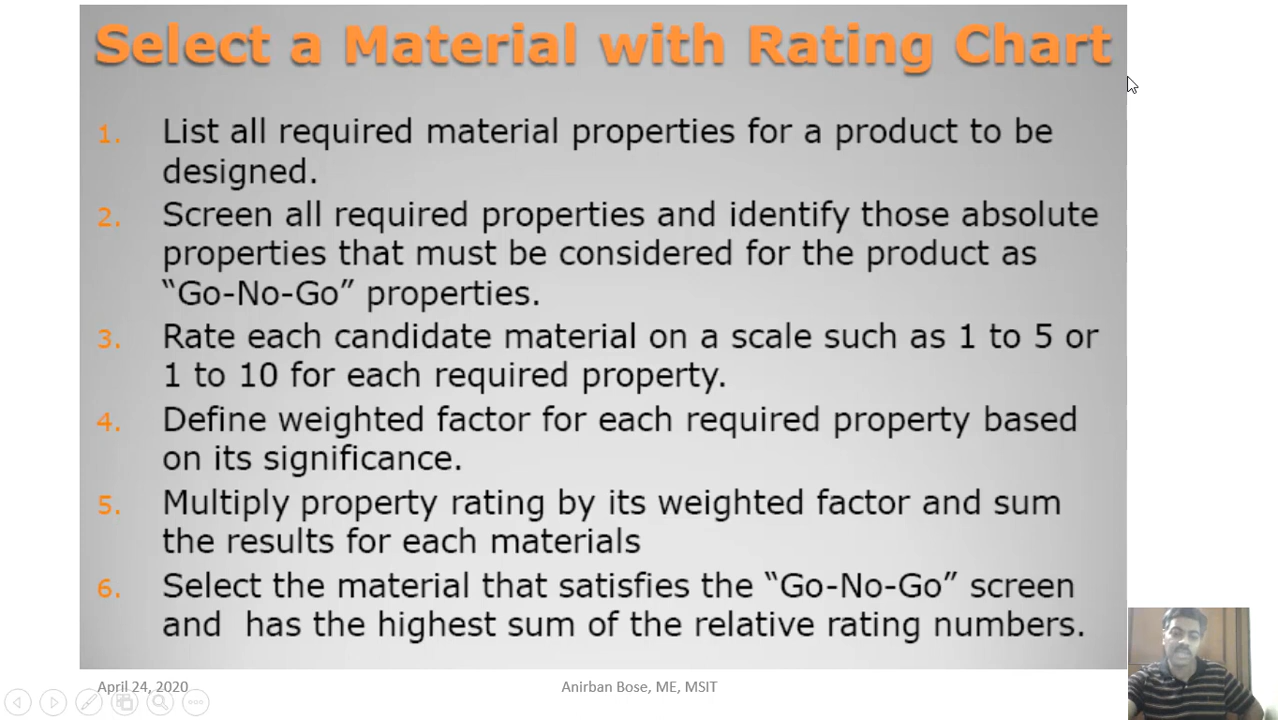 Select a Material with Rating Chart
1. List all required material properties for a product to be
designed.
2. Screen all required properties and identify those absolute
properties that must be considered for the product as
“Go-No-Go” properties.
3. Rate each candidate material on a scale such as 1 to 5 or
1 to 10 for each required property.
4. Define weighted factor for each required property based
on its significance.
5. Multiply property rating by its weighted factor and sum
the results for each materials
6. Select the material that satisfies the “Go-No-Go” screen
and  has the highest sum of the relative rating numbers.
April 24, 2020
Anirban Bose, ME, MSIT